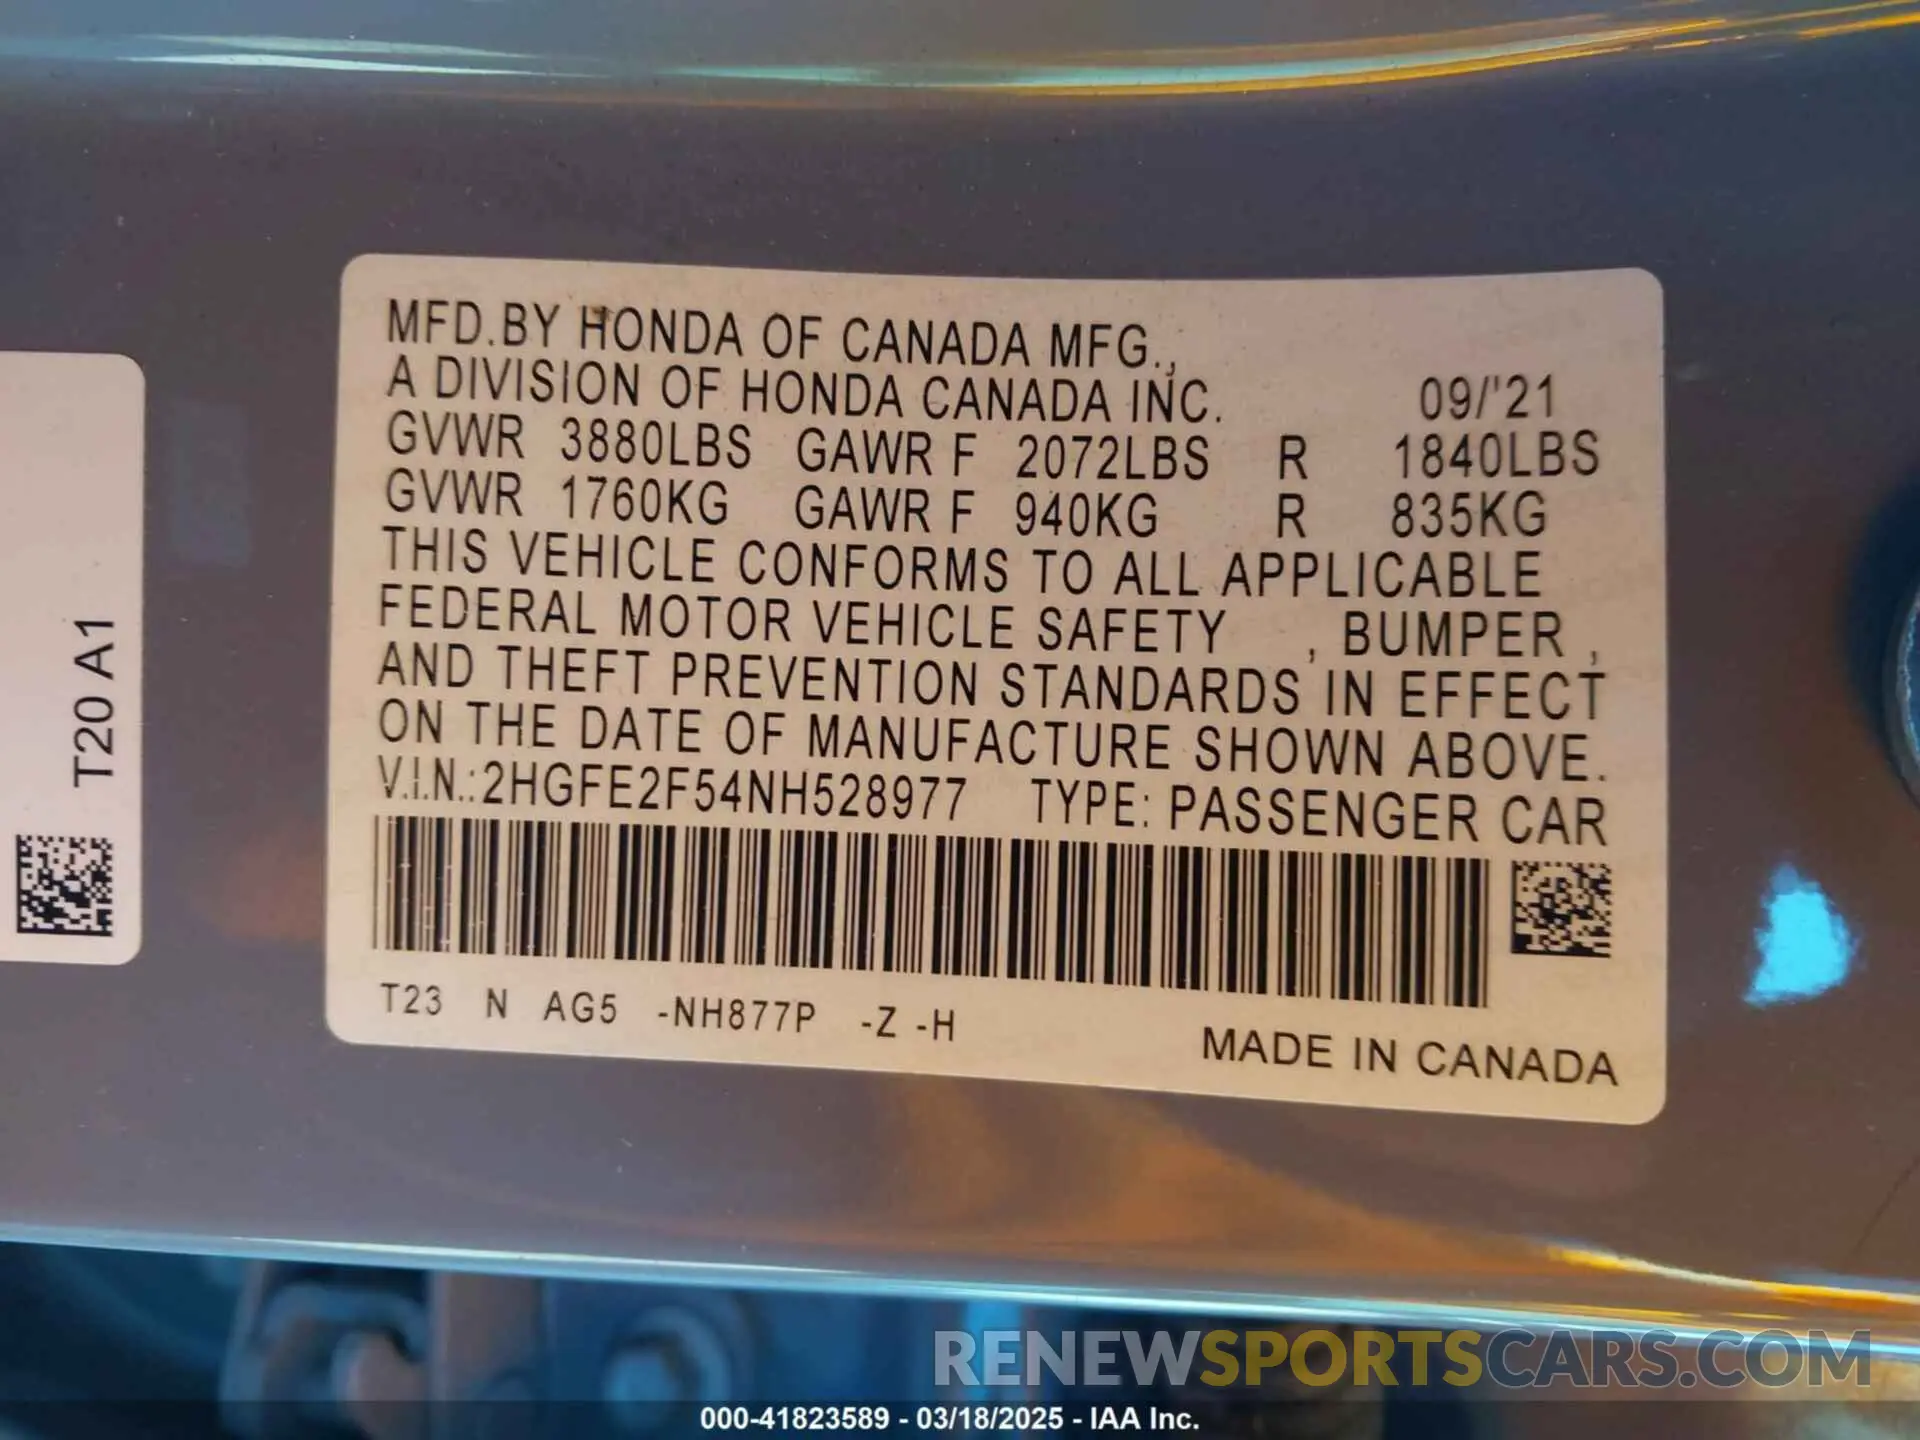 MFD.BY HONDA OF CANADA MFG.,
A DIVISION OF HONDA CANADA INC. 09/'21
GVWR 3880LBS GAWR F 2072LBS R 1840LBS
GVWR 1760KG GAWR F 940KG R 835KG
THIS VEHICLE CONFORMS TO ALL APPLICABLE
FEDERAL MOTOR VEHICLE SAFETY , BUMPER ,
AND THEFT PREVENTION STANDARDS IN EFFECT
ON THE DATE OF MANUFACTURE SHOWN ABOVE.
V.I.N.:2HGFE2F54NH528977 TYPE: PASSENGER CAR
T23 N AG5 -NH877P -Z -H
MADE IN CANADA
T20 A1
RENEWSPORTSCARS.COM
000-41823589 - 03/18/2025 - IAA Inc.